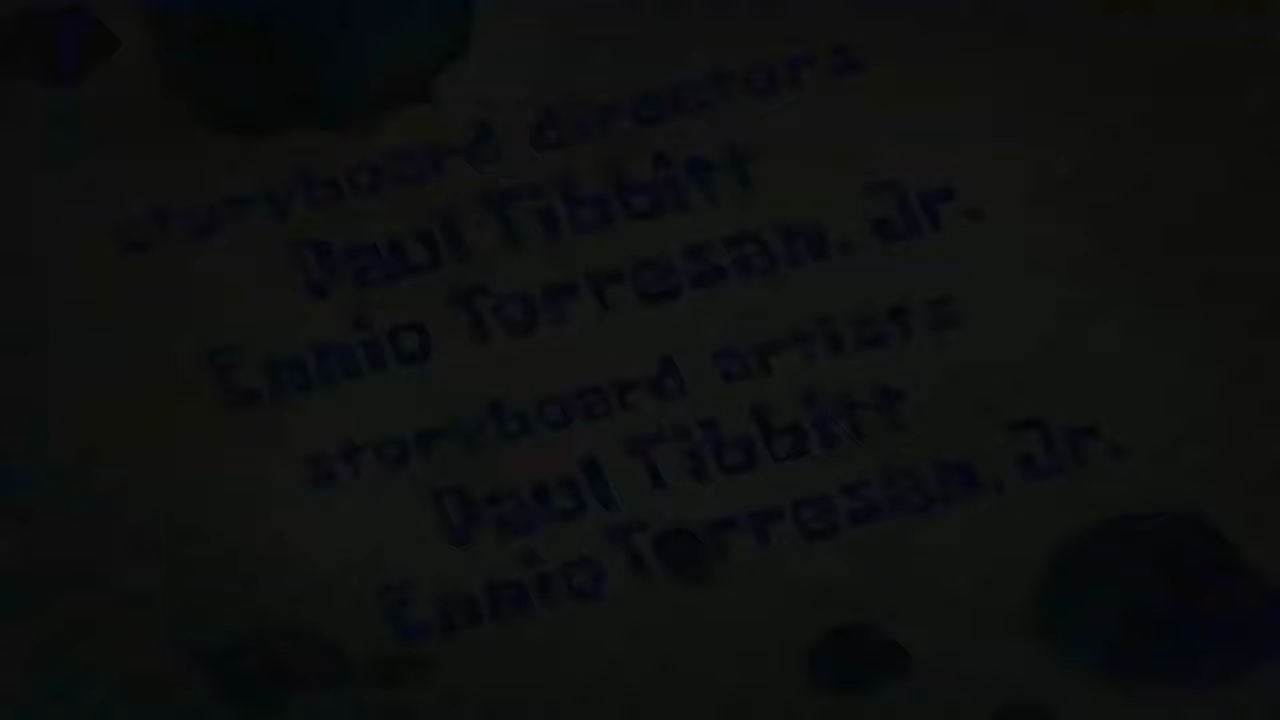 storyboard directors
Paul Tibbitt
Ennio Torresan, Jr.
storyboard artists
Paul Tibbitt
Ennio Torresan, Jr.